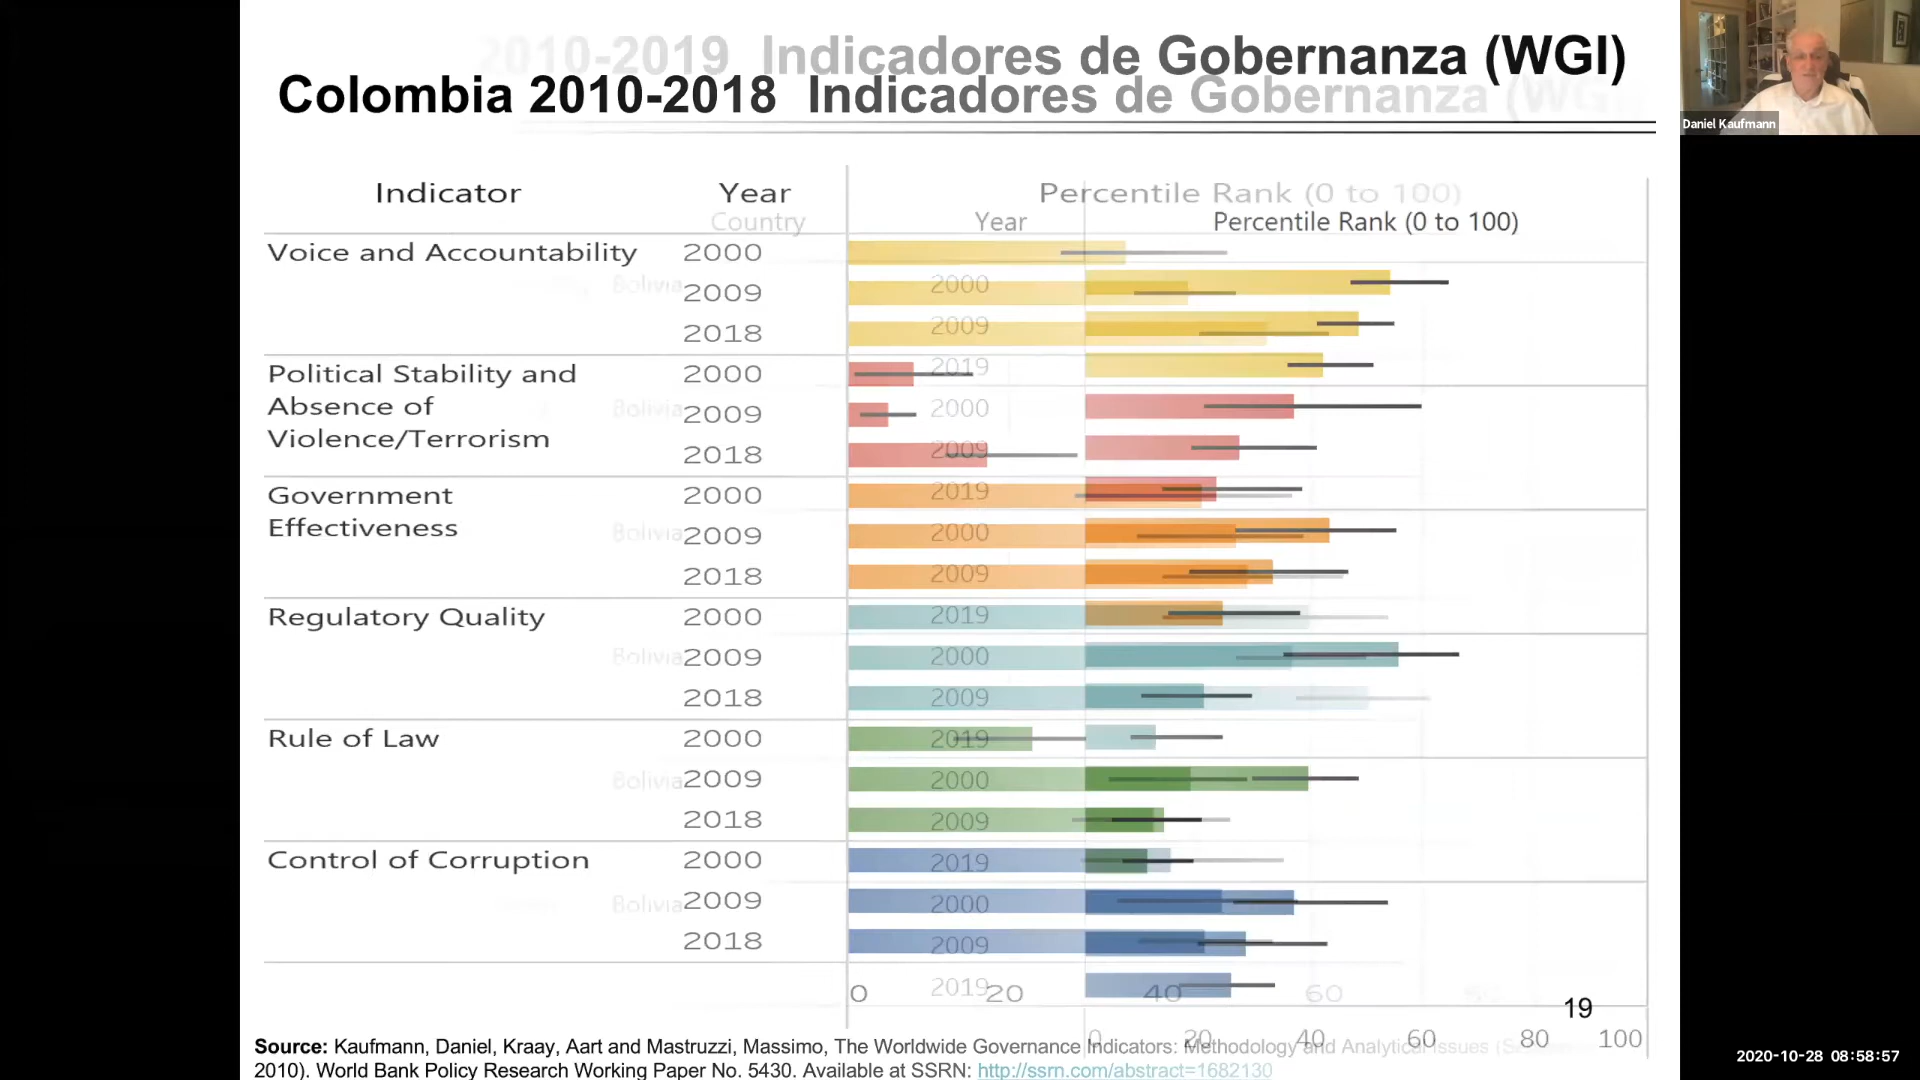 2010-2019 Indicadores de Gobernanza (WGI)
Colombia 2010-2018 Indicadores de Gobernanza (WGI)
Daniel Kaufmann
Indicator Year Percentile Rank (0 to 100)
Country Year Percentile Rank (0 to 100)
Voice and Accountability 2000
Bolivia 2000
2009
2009
2018
2019
Political Stability and 2000
Absence of
Bolivia 2000
2009
Violence/Terrorism
2009
2018
2019
Government 2000
Effectiveness
Bolivia 2000
2009
2009
2018
2019
Regulatory Quality 2000
Bolivia 2000
2009
2009
2018
2019
Rule of Law 2000
Bolivia 2000
2009
2009
2018
2019
Control of Corruption 2000
Bolivia 2000
2009
2009
2018
2019
0 20 40 60 80
19
0 20 40 60 80 100
Source: Kaufmann, Daniel, Kraay, Aart and Mastruzzi, Massimo, The Worldwide Governance Indicators: Methodology and Analytical Issues
2010). World Bank Policy Research Working Paper No. 5430. Available at SSRN: http://ssrn.com/abstract=1682130
2020-10-28 08:58:57